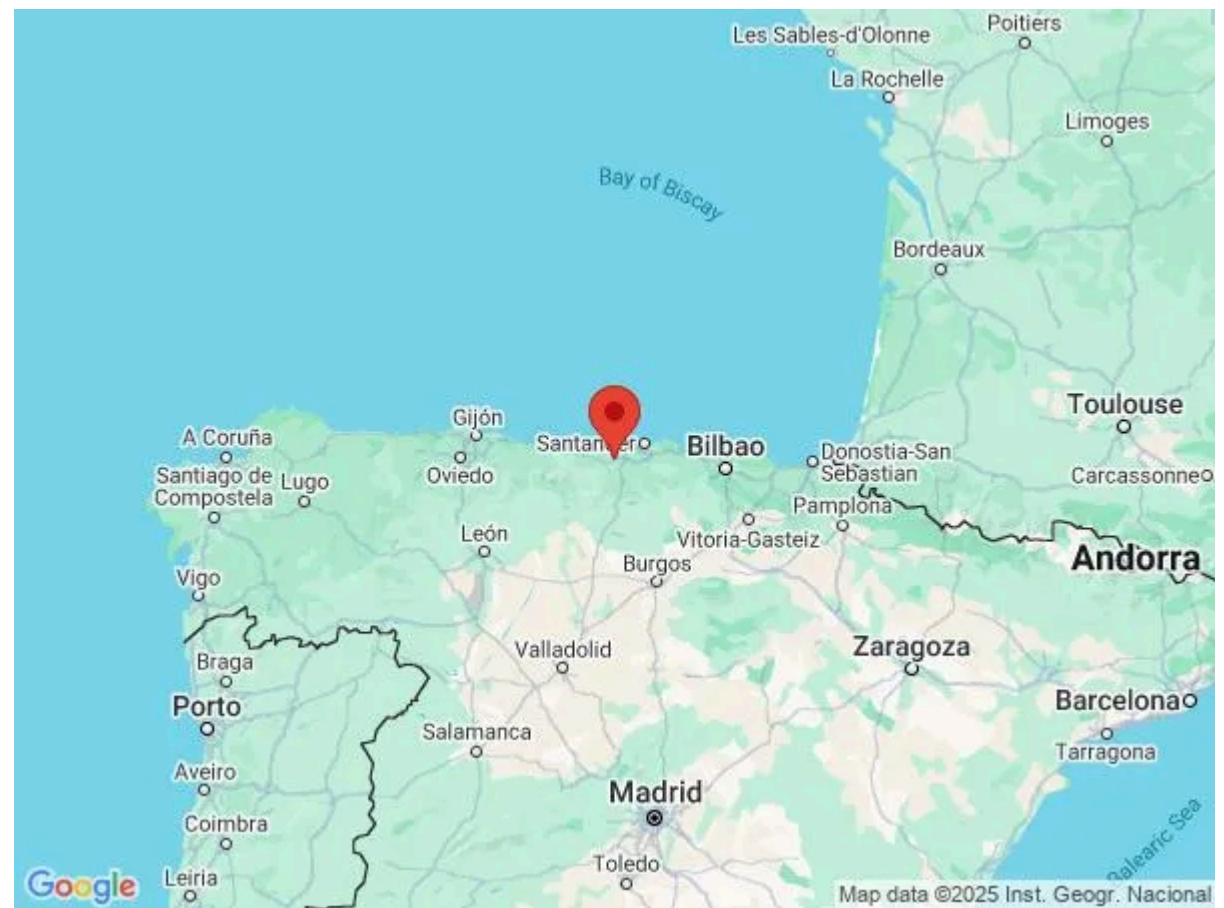 Poitiers
Les Sables-d'Olonne
La Rochelle
Limoges
Bay of Biscay
Bordeaux
Toulouse
Gijón
A Coruña
Santander
Bilbao
Donostia-San
Sebastian
Oviedo
Santiago de
Compostela
Lugo
Carcassonne
Pamplona
León
Vitoria-Gasteiz
Burgos
Andorra
Vigo
Valladolid
Zaragoza
Braga
Barcelona
Porto
Salamanca
Tarragona
Aveiro
Madrid
Coimbra
Balearic Sea
Toledo
Leiria
Google
Map data ©2025 Inst. Geogr. Nacional